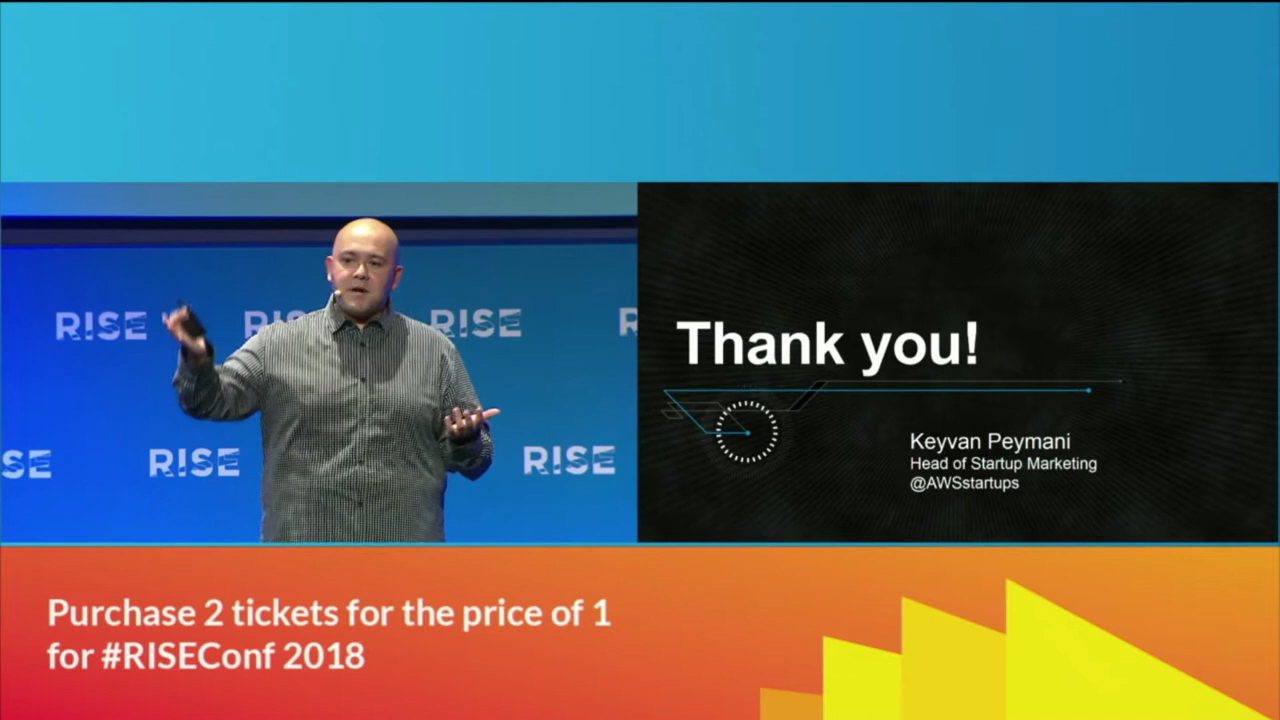 RISE
RISE
RISE
R
SE
RISE
RISE
Thank you!
Keyvan Peymani
Head of Startup Marketing
@AWSstartups
Purchase 2 tickets for the price of 1
for #RISEConf 2018